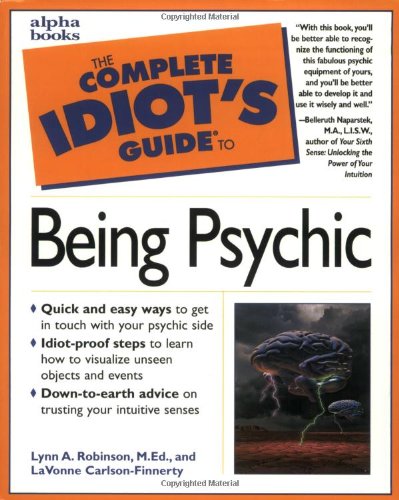 Copyrighted Material
alpha
books
THE
COMPLETE
IDIOT'S
GUIDE® TO
"With this book, you'll
be better able to recog-
nize the functioning of
this fabulous psychic
equipment of yours,
and you'll be better
able to develop it and
use it wisely and well."
—Belleruth Naparstek,
M.A., L.I.S.W.,
author of Your Sixth
Sense: Unlocking the
Power of Your
Intuition
Being Psychic
Quick and easy ways to get
in touch with your psychic side
Idiot-proof steps to learn
how to visualize unseen
objects and events
Down-to-earth advice on
trusting your intuitive senses
Lynn A. Robinson, M.Ed., and
LaVonne Carlson-Finnerty
Copyrighted Material